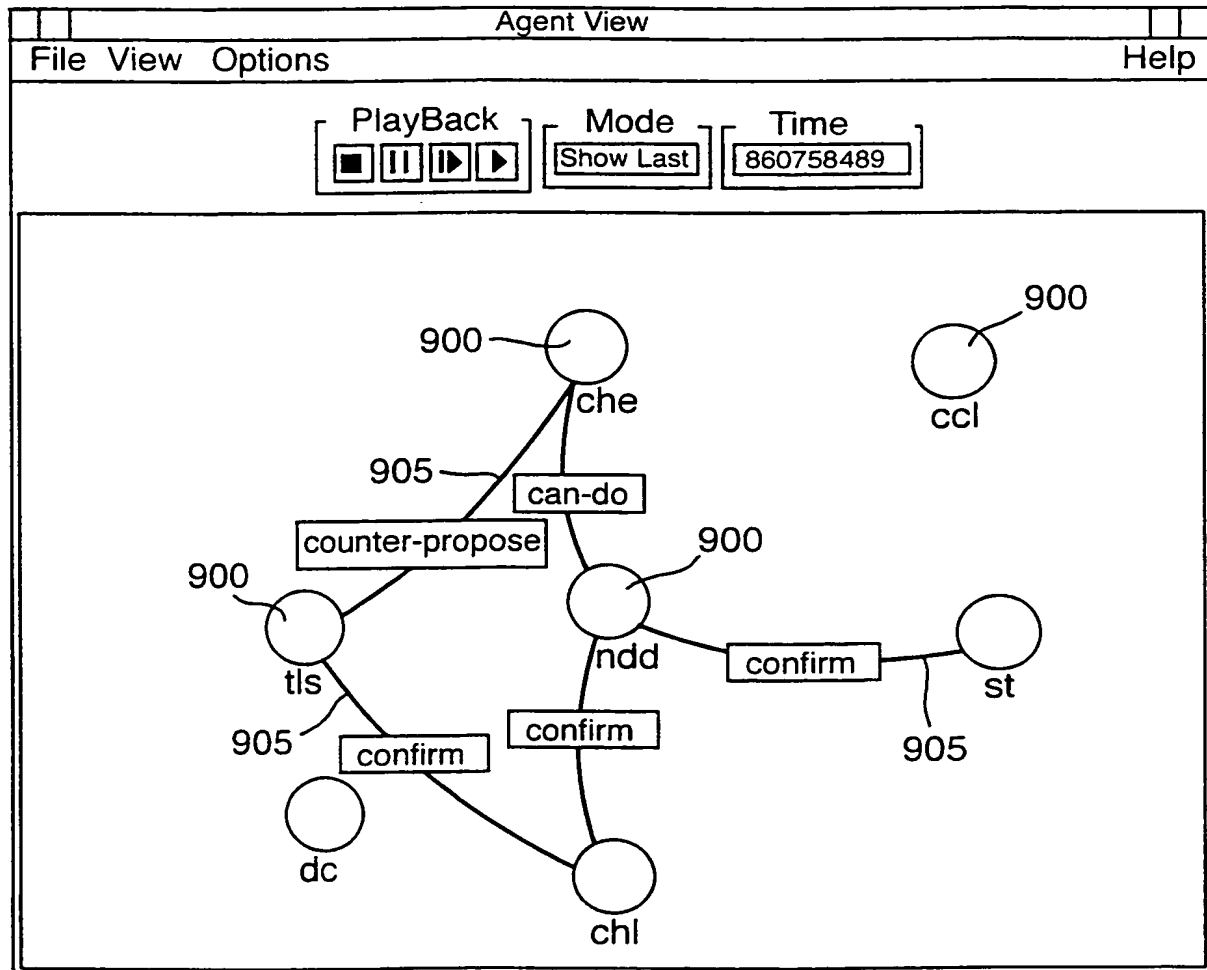 Agent View
File View Options Help
PlayBack Mode Time
Show Last 860758489
900
900
che
ccl
905
can-do
counter-propose
900
900
ndd
confirm
st
tls
905
confirm
905
confirm
dc
chl